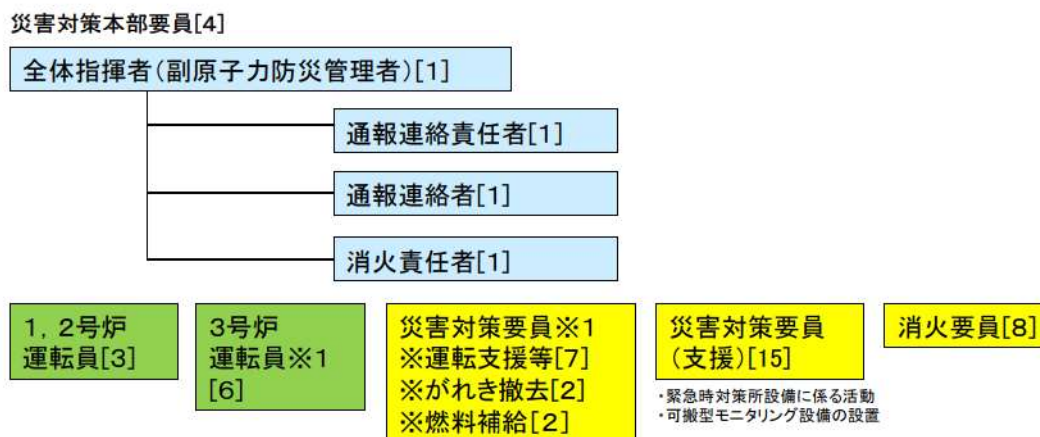 災害対策本部要員[4]
全体指揮者(副原子力防災管理者)[1]
通報連絡責任者[1]
通報連絡者[1]
消火責任者[1]
1,2号炉
運転員[3]
3号炉
運転員※1
[6]
災害対策要員※1
※運転支援等[7]
※がれき撤去[2]
※燃料補給[2]
災害対策要員
(支援)[15]
・緊急時対策所設備に係る活動
・可搬型モニタリング設備の設置
消火要員[8]